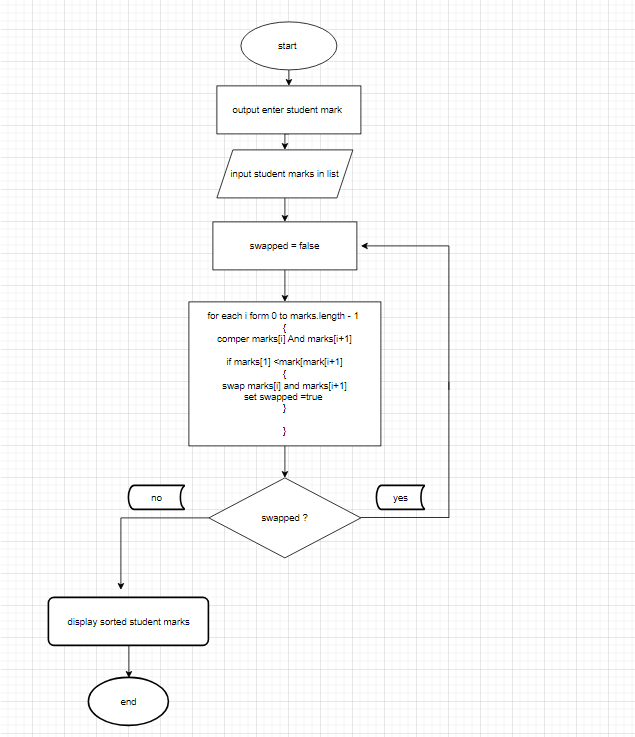 start
output enter student mark
input student marks in list
swapped = false
for each i form 0 to marks.length - 1
{
comper marks[i] And marks[i+1]
if marks[1] <mark[mark[i+1]
{
swap marks[i] and marks[i+1]
set swapped =true
}
}
no
yes
swapped ?
display sorted student marks
end